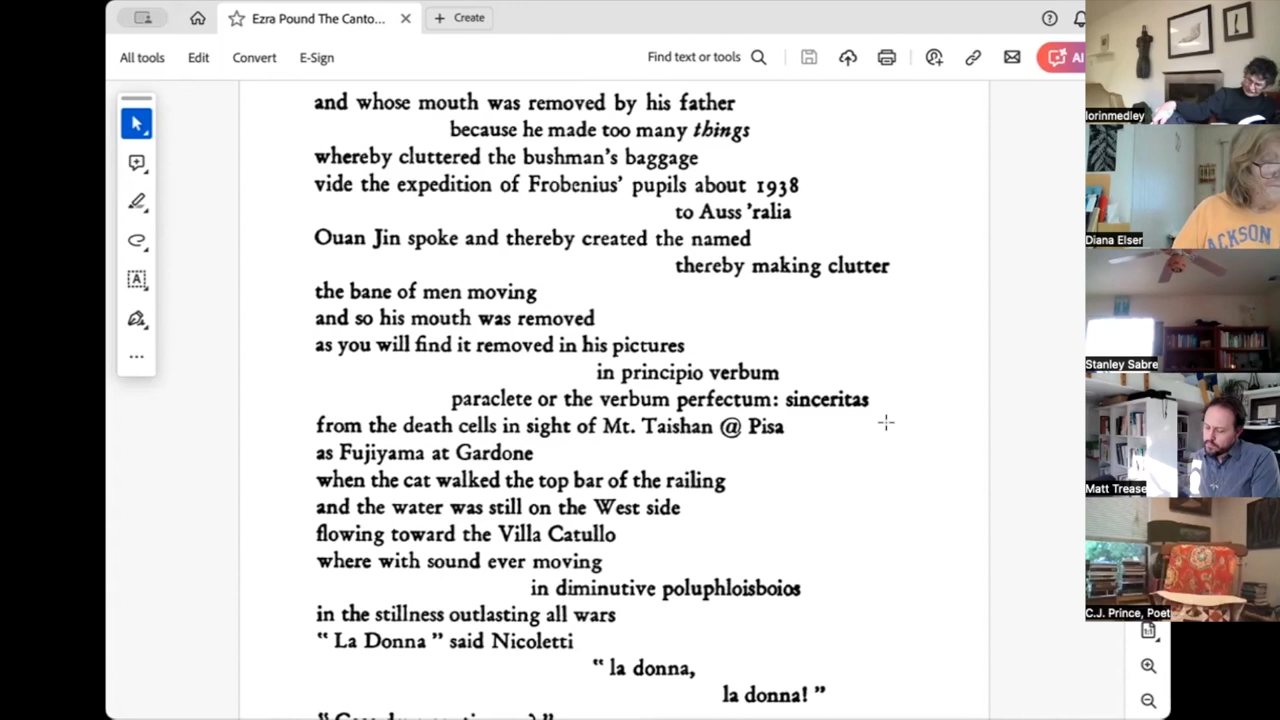 Ezra Pound The Canto...
Create
All tools
Edit
Convert
E-Sign
Find text or tools
AI
and whose mouth was removed by his father
because he made too many things
whereby cluttered the bushman's baggage
vide the expedition of Frobenius' pupils about 1938
to Auss 'ralia
Ouan Jin spoke and thereby created the named
thereby making clutter
the bane of men moving
and so his mouth was removed
as you will find it removed in his pictures
in principio verbum
paraclete or the verbum perfectum: sinceritas
from the death cells in sight of Mt. Taishan @ Pisa
as Fujiyama at Gardone
when the cat walked the top bar of the railing
and the water was still on the West side
flowing toward the Villa Catullo
where with sound ever moving
in diminutive poluphloisboios
in the stillness outlasting all wars
“ La Donna ” said Nicoletti
“ la donna,
la donna! ”
lorinmedley
Diana Elser
JACKSON
Stanley Sabre
Matt Trease
C.J. Prince, Poet